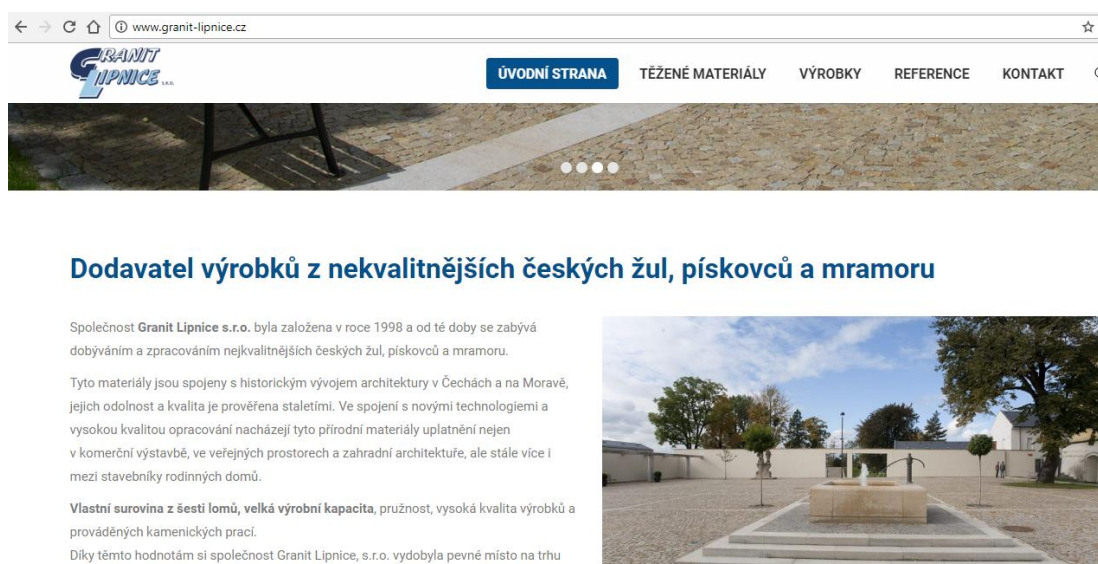 www.granit-lipnice.cz
GRANIT
LIPNICE s.r.o.
ÚVODNÍ STRANA TĚŽENÉ MATERIÁLY VÝROBKY REFERENCE KONTAKT
Dodavatel výrobků z nekvalitnějších českých žul, pískovců a mramoru
Společnost Granit Lipnice s.r.o. byla založena v roce 1998 a od té doby se zabývá
dobýváním a zpracováním nejkvalitnějších českých žul, pískovců a mramoru.
Tyto materiály jsou spojeny s historickým vývojem architektury v Čechách a na Moravě,
jejich odolnost a kvalita je prověřena staletími. Ve spojení s novými technologiemi a
vysokou kvalitou opracování nacházejí tyto přírodní materiály uplatnění nejen
v komerční výstavbě, ve veřejných prostorech a zahradní architektuře, ale stále více i
mezi stavebníky rodinných domů.
Vlastní surovina z šesti lomů, velká výrobní kapacita, pružnost, vysoká kvalita výrobků a
prováděných kamenických prací.
Díky těmto hodnotám si společnost Granit Lipnice, s.r.o. vydobyla pevné místo na trhu